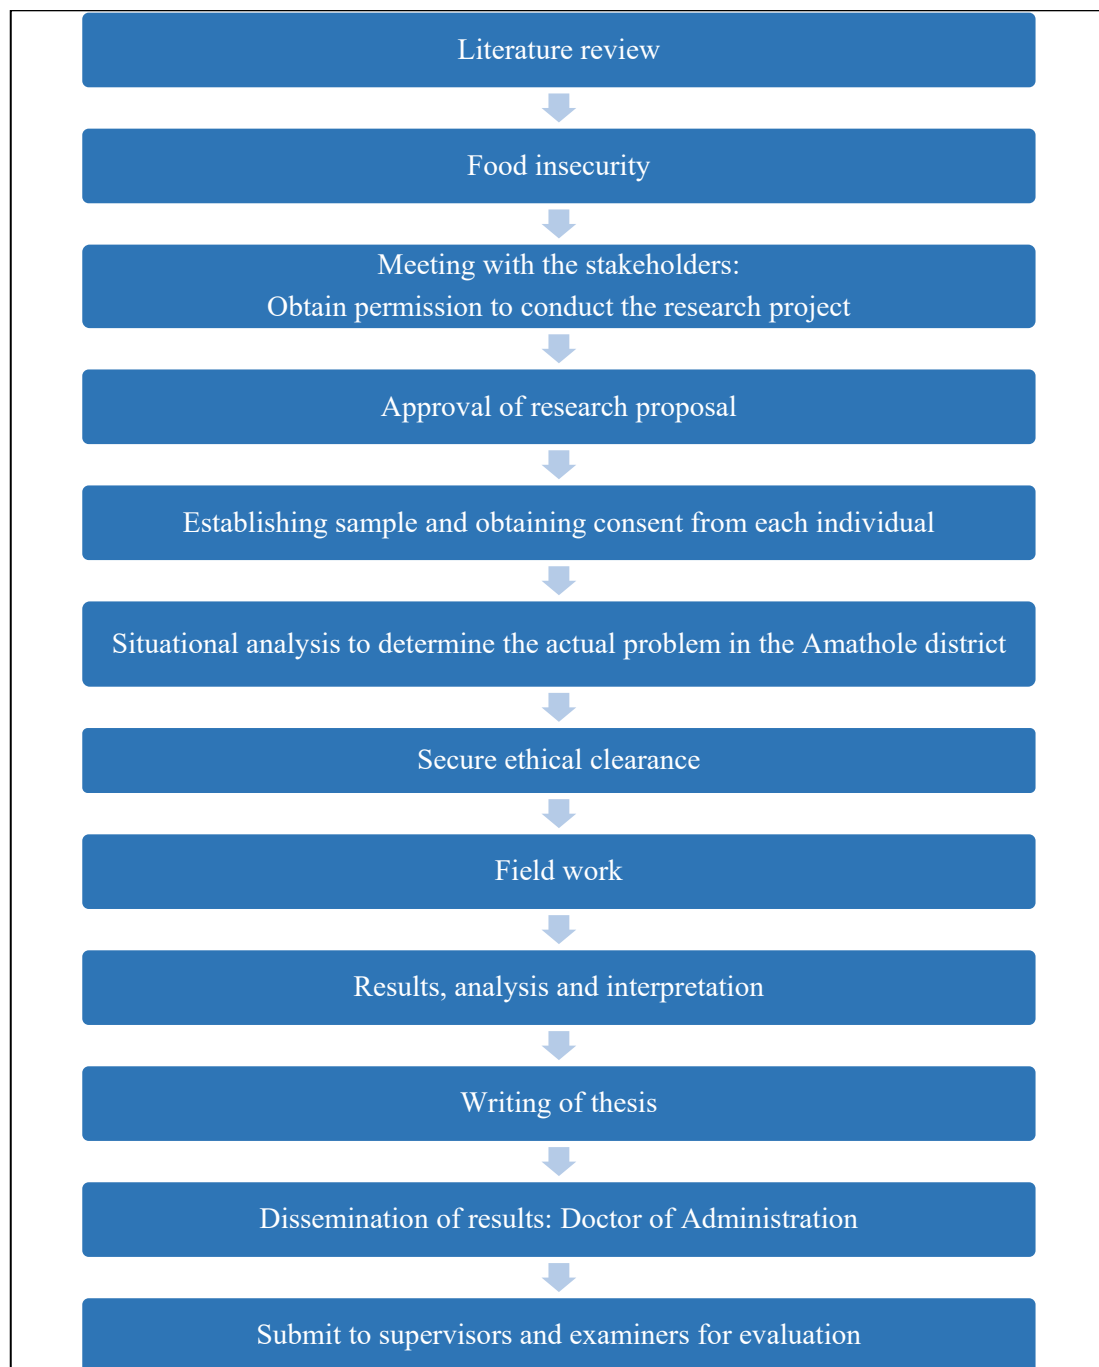 Literature review
Food insecurity
Meeting with the stakeholders:
Obtain permission to conduct the research project
Approval of research proposal
Establishing sample and obtaining consent from each individual
Situational analysis to determine the actual problem in the Amathole district
Secure ethical clearance
Field work
Results, analysis and interpretation
Writing of thesis
Dissemination of results: Doctor of Administration
Submit to supervisors and examiners for evaluation